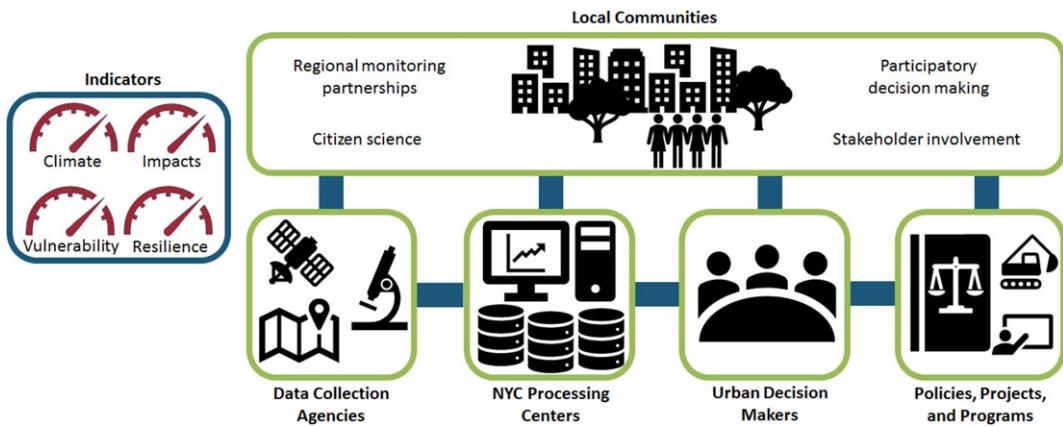 Local Communities
Indicators
Climate
Impacts
Vulnerability
Resilience
Regional monitoring
partnerships
Citizen science
Participatory
decision making
Stakeholder involvement
Data Collection
Agencies
NYC Processing
Centers
Urban Decision
Makers
Policies, Projects,
and Programs